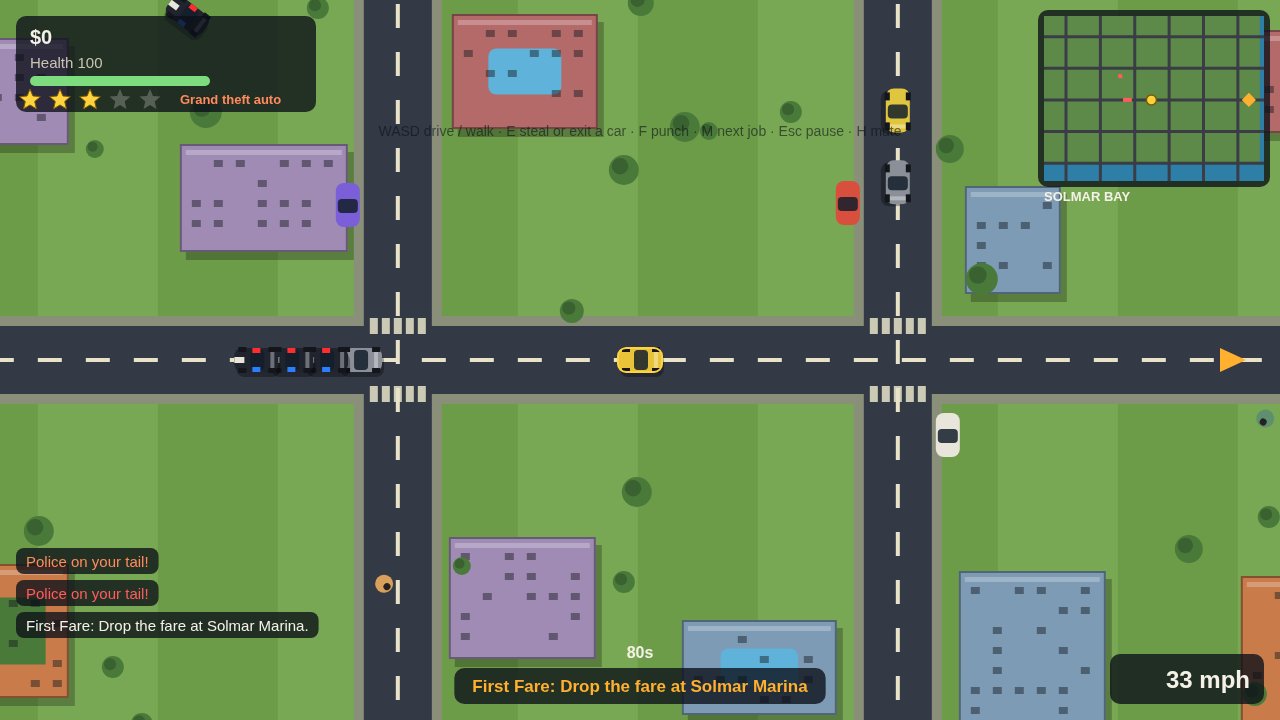 $0
Health 100
Grand theft auto
WASD drive / walk · E steal or exit a car · F punch · M next job · Esc pause · H mute
SOLMAR BAY
Police on your tail!
Police on your tail!
First Fare: Drop the fare at Solmar Marina.
80s
First Fare: Drop the fare at Solmar Marina
33 mph